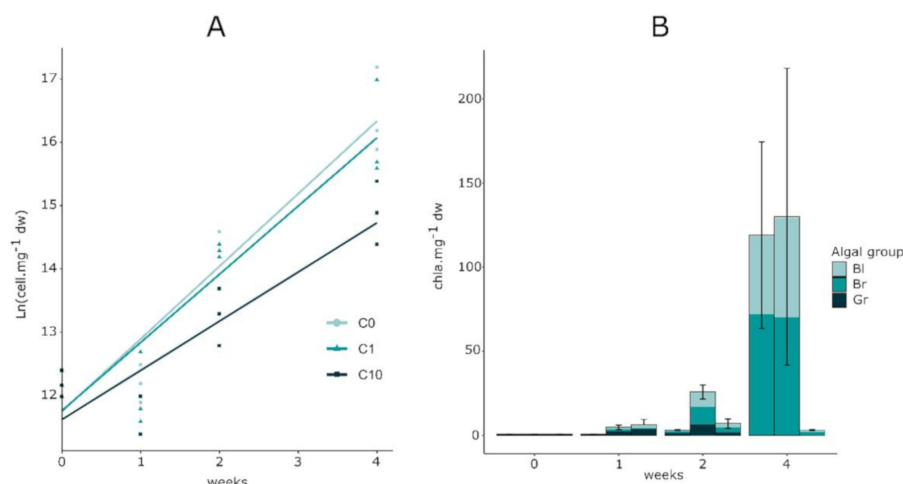 A
B
17
16
15
14
13
12
Ln(cell.mg⁻¹ dw)
C0
C1
C10
0
1
2
3
4
weeks
200
150
100
50
0
chla.mg⁻¹ dw
Algal group
Bl
Br
Gr
0
1
2
4
weeks